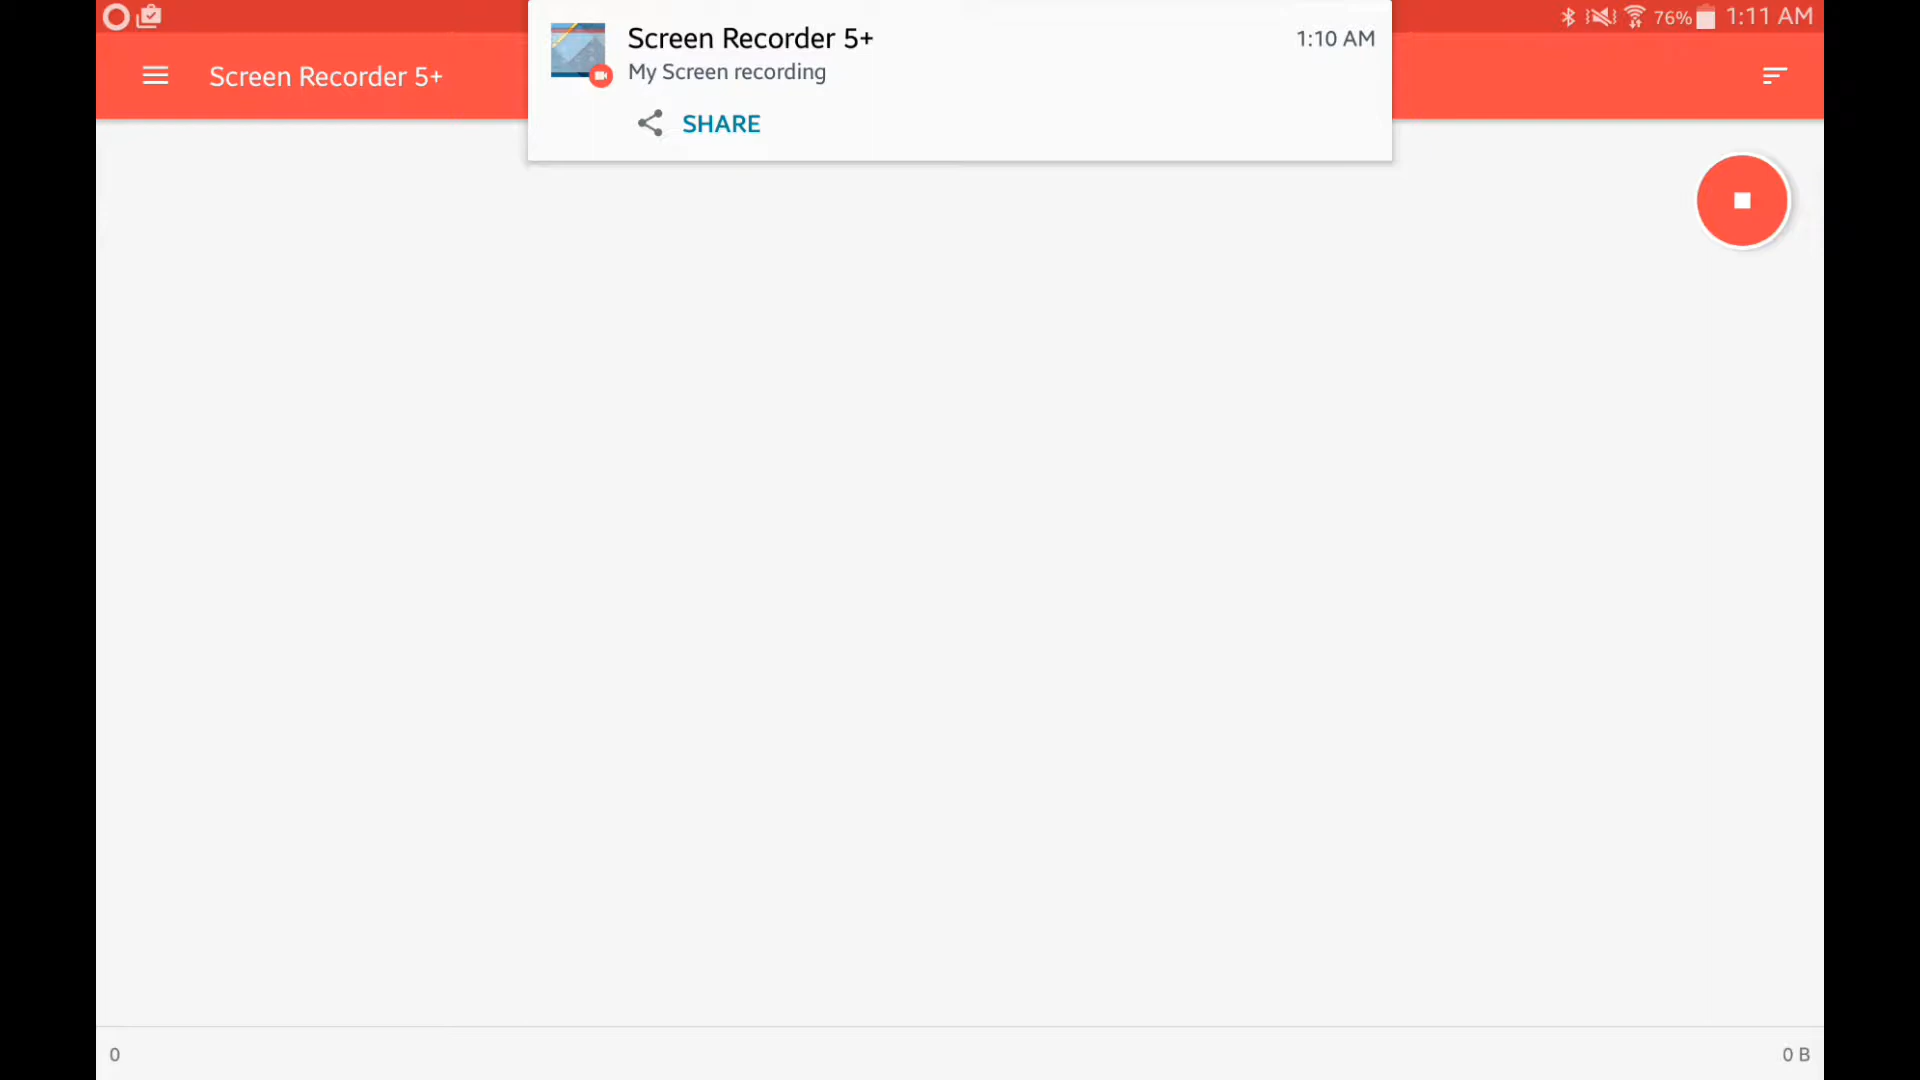 76% 1:11 AM
Screen Recorder 5+
Screen Recorder 5+ 1:10 AM
My Screen recording
SHARE
0 0 B